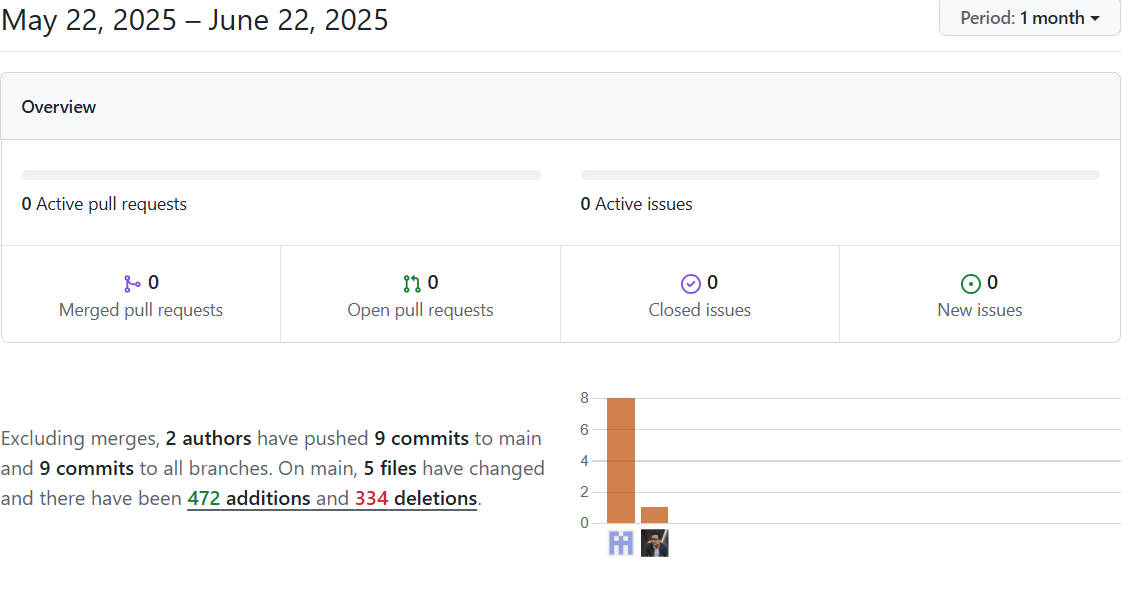 May 22, 2025 – June 22, 2025
Period: 1 month
Overview
0 Active pull requests
0 Active issues
0
Merged pull requests
0
Open pull requests
0
Closed issues
0
New issues
Excluding merges, 2 authors have pushed 9 commits to main
and 9 commits to all branches. On main, 5 files have changed
and there have been 472 additions and 334 deletions.
8
6
4
2
0